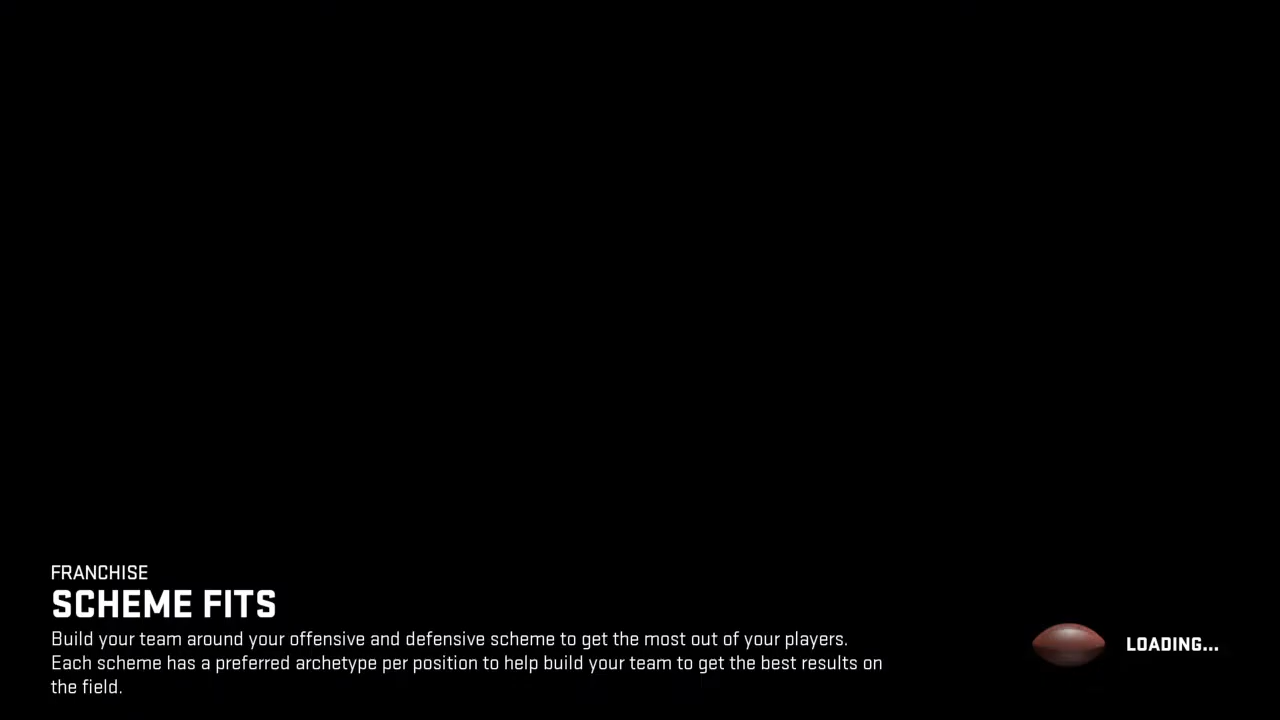 FRANCHISE
SCHEME FITS
Build your team around your offensive and defensive scheme to get the most out of your players.
Each scheme has a preferred archetype per position to help build your team to get the best results on
the field.
LOADING...